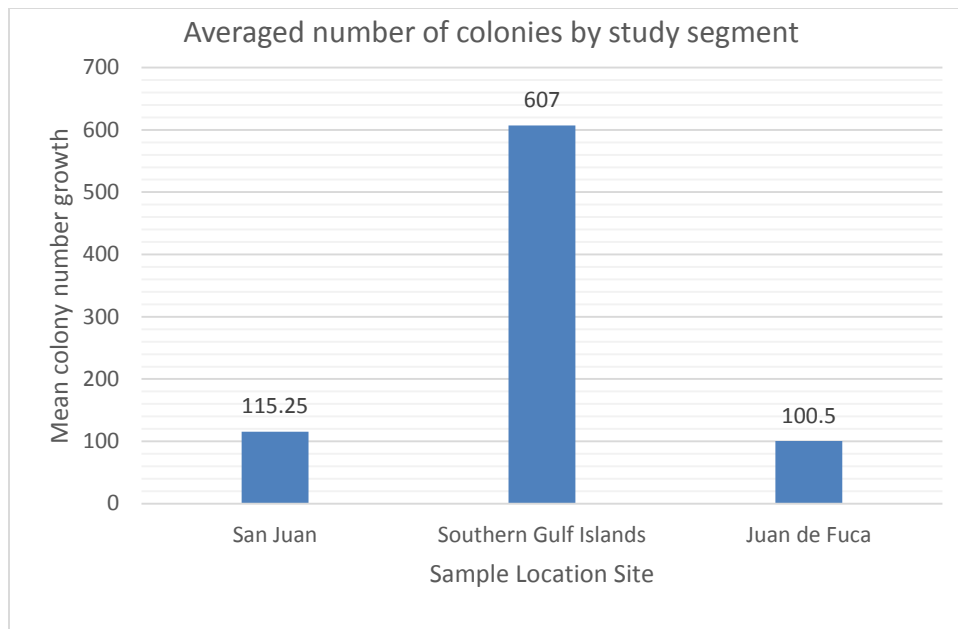 Averaged number of colonies by study segment
Mean colony number growth
700
600
500
400
300
200
100
0
115.25
607
100.5
San Juan
Southern Gulf Islands
Juan de Fuca
Sample Location Site